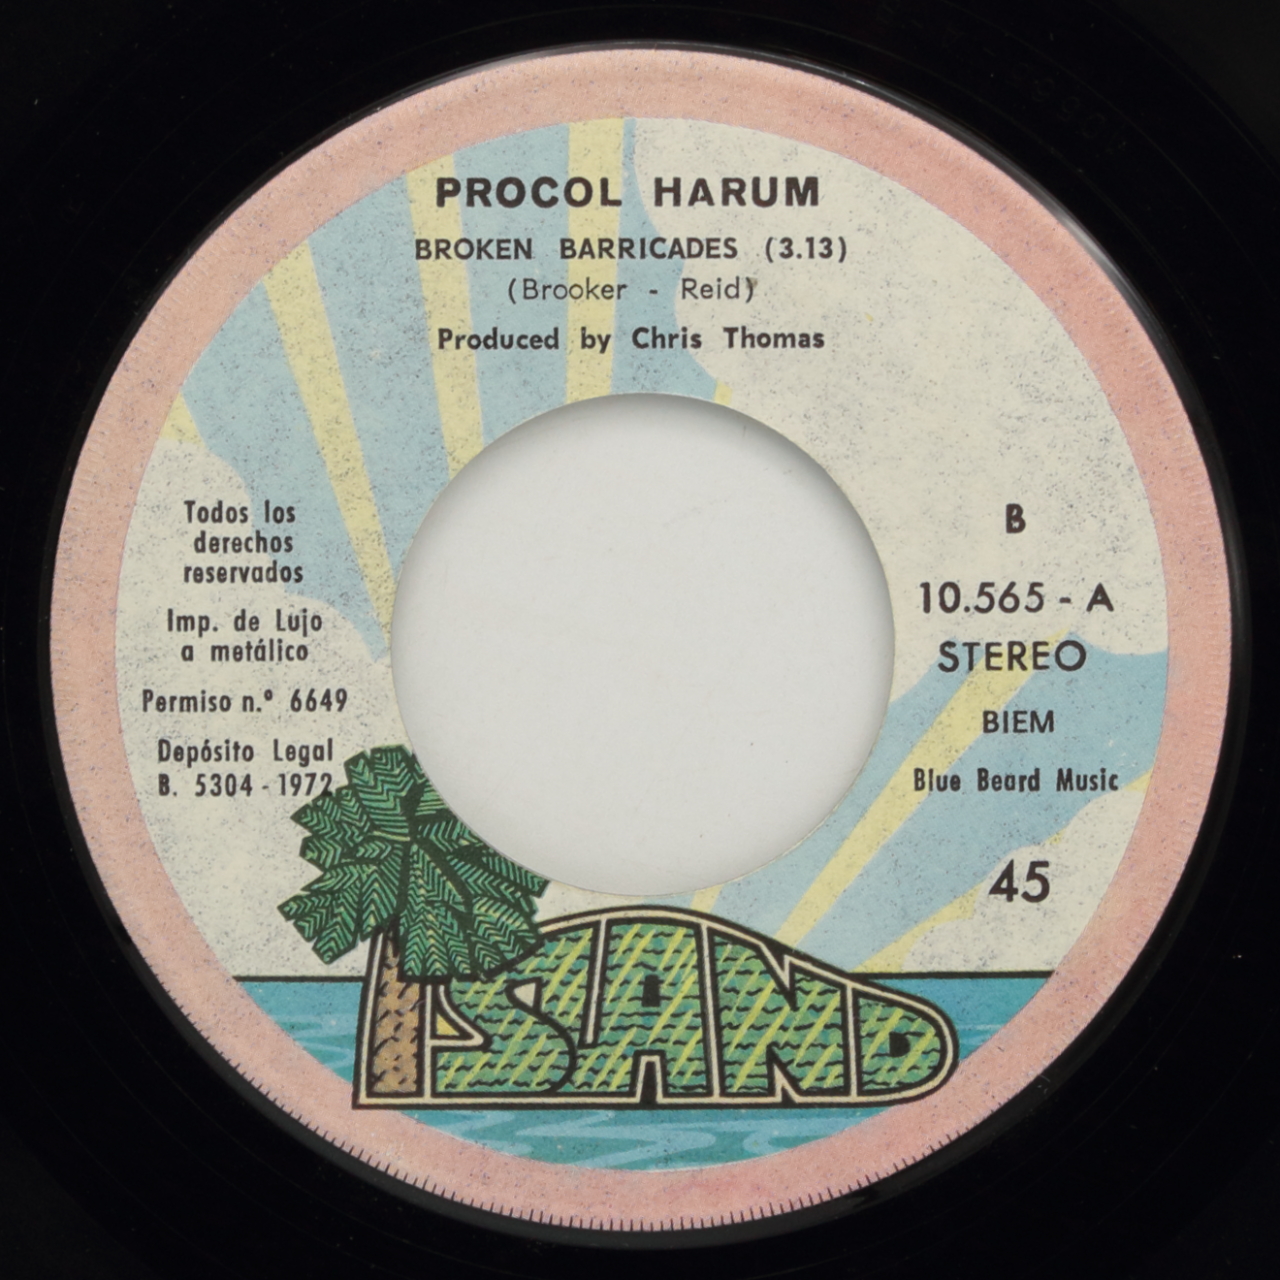 PROCOL HARUM
BROKEN BARRICADES (3.13)
(Brooker - Reid)
Produced by Chris Thomas
Todos los
derechos
reservados
Imp. de Lujo
a metálico
Permiso n.º 6649
Depósito Legal
B. 5304 - 1972
B
10.565 - A
STEREO
BIEM
Blue Beard Music
45
ISLAND